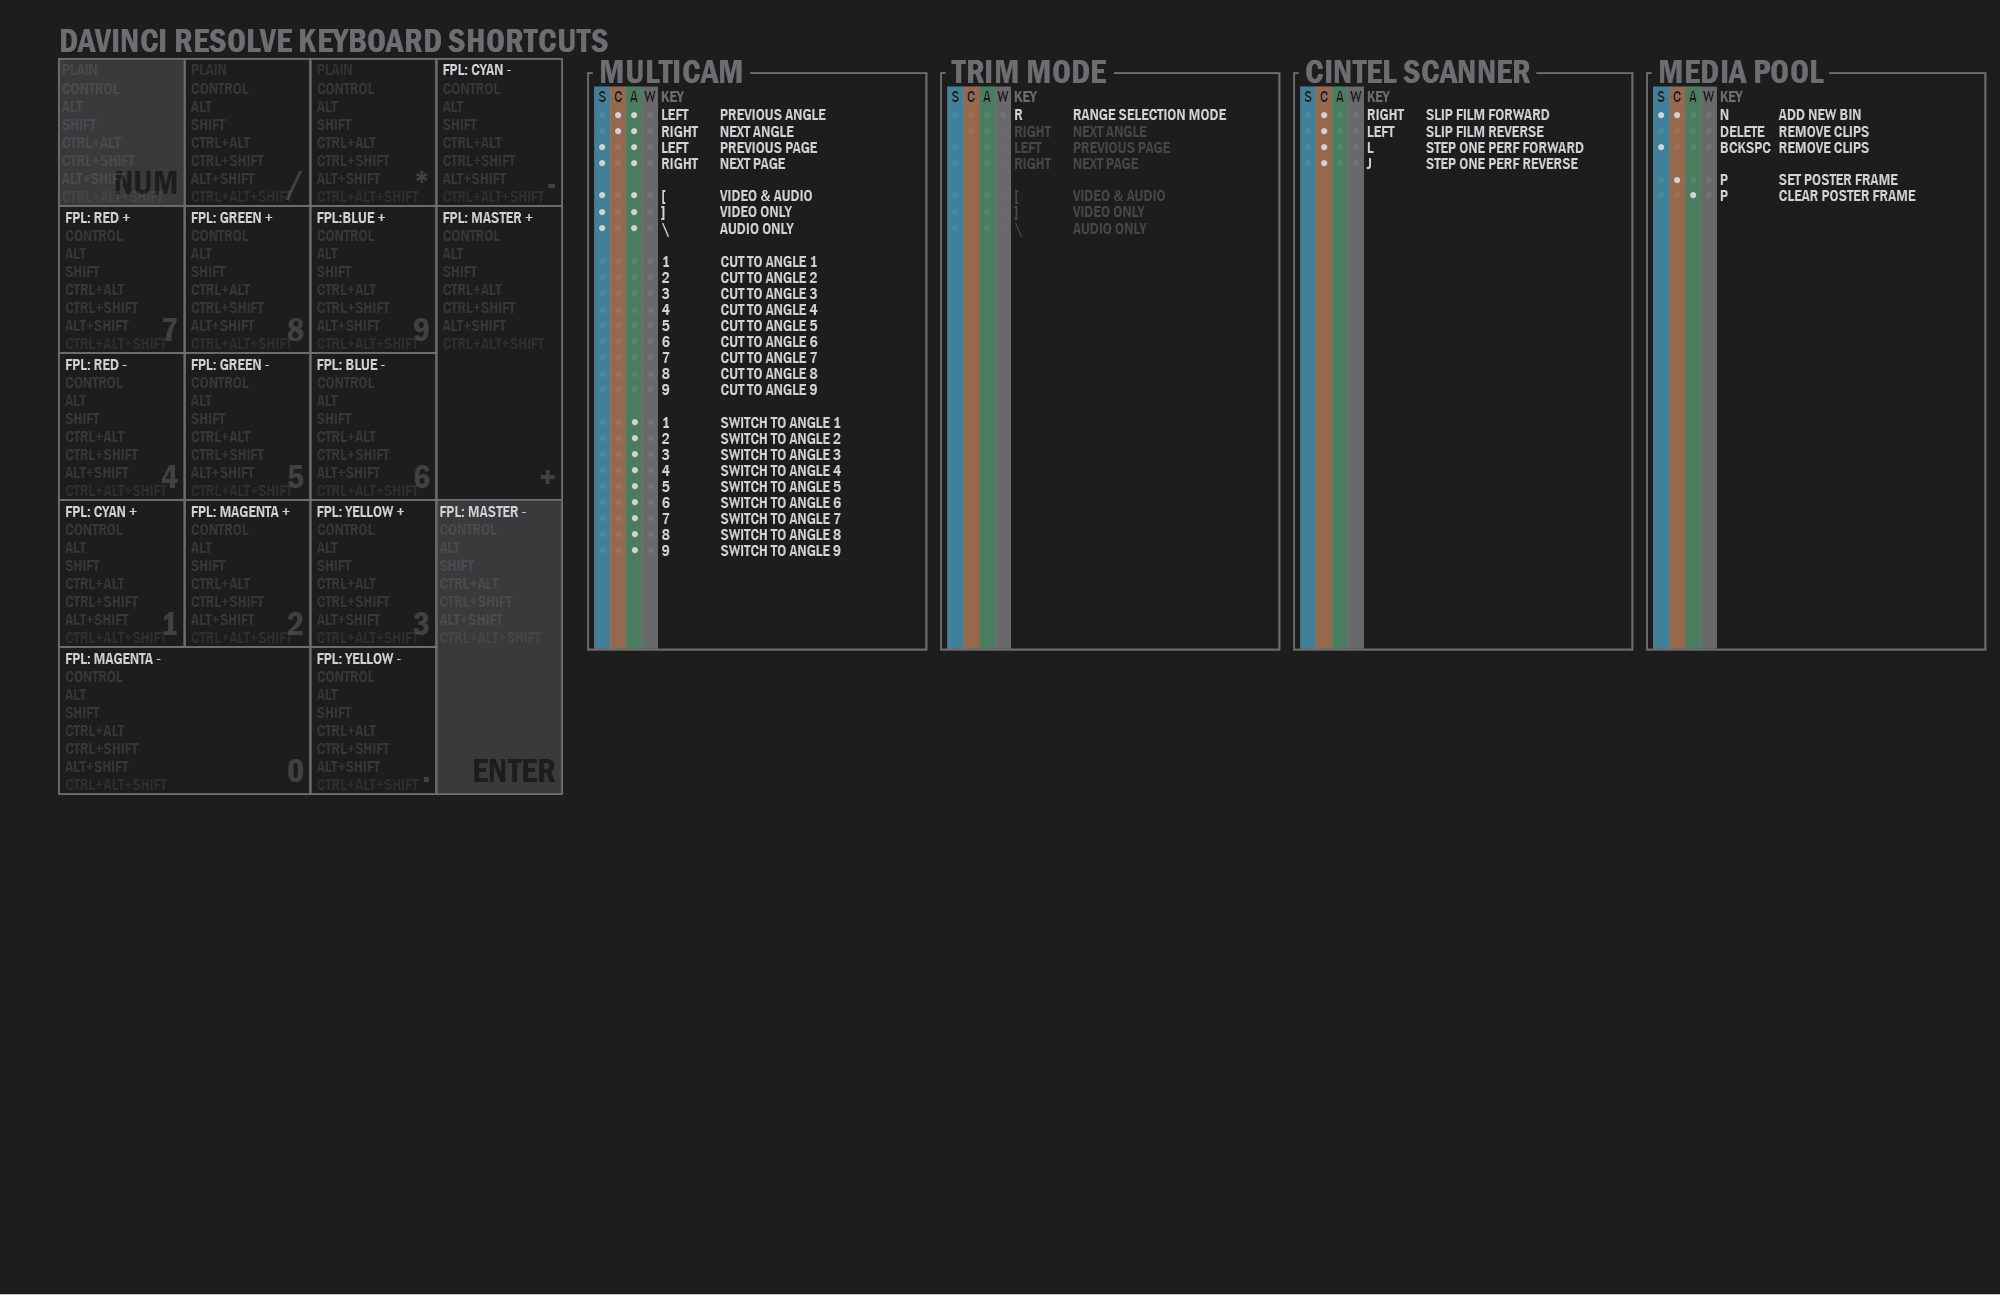 DAVINCI RESOLVE KEYBOARD SHORTCUTS
PLAIN
CONTROL
ALT
SHIFT
CTRL+ALT
CTRL+SHIFT
ALT+SHIFT
CTRL+ALT+SHIFT
NUM
PLAIN
CONTROL
ALT
SHIFT
CTRL+ALT
CTRL+SHIFT
ALT+SHIFT
CTRL+ALT+SHIFT
/
PLAIN
CONTROL
ALT
SHIFT
CTRL+ALT
CTRL+SHIFT
ALT+SHIFT
CTRL+ALT+SHIFT
*
FPL: CYAN -
CONTROL
ALT
SHIFT
CTRL+ALT
CTRL+SHIFT
ALT+SHIFT
CTRL+ALT+SHIFT
-
FPL: RED +
CONTROL
ALT
SHIFT
CTRL+ALT
CTRL+SHIFT
ALT+SHIFT
CTRL+ALT+SHIFT
7
FPL: GREEN +
CONTROL
ALT
SHIFT
CTRL+ALT
CTRL+SHIFT
ALT+SHIFT
CTRL+ALT+SHIFT
8
FPL:BLUE +
CONTROL
ALT
SHIFT
CTRL+ALT
CTRL+SHIFT
ALT+SHIFT
CTRL+ALT+SHIFT
9
FPL: MASTER +
CONTROL
ALT
SHIFT
CTRL+ALT
CTRL+SHIFT
ALT+SHIFT
CTRL+ALT+SHIFT
+
FPL: RED -
CONTROL
ALT
SHIFT
CTRL+ALT
CTRL+SHIFT
ALT+SHIFT
CTRL+ALT+SHIFT
4
FPL: GREEN -
CONTROL
ALT
SHIFT
CTRL+ALT
CTRL+SHIFT
ALT+SHIFT
CTRL+ALT+SHIFT
5
FPL: BLUE -
CONTROL
ALT
SHIFT
CTRL+ALT
CTRL+SHIFT
ALT+SHIFT
CTRL+ALT+SHIFT
6
FPL: CYAN +
CONTROL
ALT
SHIFT
CTRL+ALT
CTRL+SHIFT
ALT+SHIFT
CTRL+ALT+SHIFT
1
FPL: MAGENTA +
CONTROL
ALT
SHIFT
CTRL+ALT
CTRL+SHIFT
ALT+SHIFT
CTRL+ALT+SHIFT
2
FPL: YELLOW +
CONTROL
ALT
SHIFT
CTRL+ALT
CTRL+SHIFT
ALT+SHIFT
CTRL+ALT+SHIFT
3
FPL: MASTER -
CONTROL
ALT
SHIFT
CTRL+ALT
CTRL+SHIFT
ALT+SHIFT
CTRL+ALT+SHIFT
ENTER
FPL: MAGENTA -
CONTROL
ALT
SHIFT
CTRL+ALT
CTRL+SHIFT
ALT+SHIFT
CTRL+ALT+SHIFT
0
FPL: YELLOW -
CONTROL
ALT
SHIFT
CTRL+ALT
CTRL+SHIFT
ALT+SHIFT
CTRL+ALT+SHIFT
.
MULTICAM
S C A W KEY
LEFT PREVIOUS ANGLE
RIGHT NEXT ANGLE
LEFT PREVIOUS PAGE
RIGHT NEXT PAGE
[ VIDEO & AUDIO
] VIDEO ONLY
\ AUDIO ONLY
1 CUT TO ANGLE 1
2 CUT TO ANGLE 2
3 CUT TO ANGLE 3
4 CUT TO ANGLE 4
5 CUT TO ANGLE 5
6 CUT TO ANGLE 6
7 CUT TO ANGLE 7
8 CUT TO ANGLE 8
9 CUT TO ANGLE 9
1 SWITCH TO ANGLE 1
2 SWITCH TO ANGLE 2
3 SWITCH TO ANGLE 3
4 SWITCH TO ANGLE 4
5 SWITCH TO ANGLE 5
6 SWITCH TO ANGLE 6
7 SWITCH TO ANGLE 7
8 SWITCH TO ANGLE 8
9 SWITCH TO ANGLE 9
TRIM MODE
S C A W KEY
R RANGE SELECTION MODE
RIGHT NEXT ANGLE
LEFT PREVIOUS PAGE
RIGHT NEXT PAGE
[ VIDEO & AUDIO
] VIDEO ONLY
\ AUDIO ONLY
CINTEL SCANNER
S C A W KEY
RIGHT SLIP FILM FORWARD
LEFT SLIP FILM REVERSE
L STEP ONE PERF FORWARD
J STEP ONE PERF REVERSE
MEDIA POOL
S C A W KEY
N ADD NEW BIN
DELETE REMOVE CLIPS
BCKSPC REMOVE CLIPS
P SET POSTER FRAME
P CLEAR POSTER FRAME